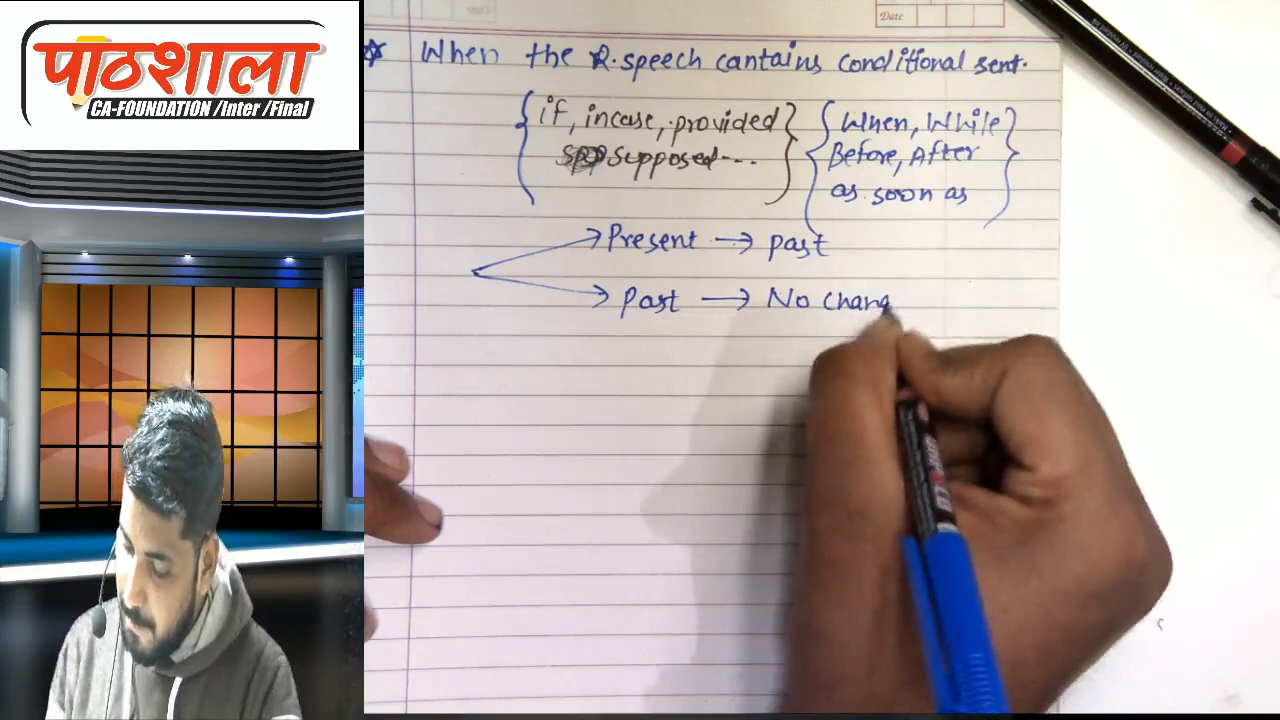 पाठशाला
CA-FOUNDATION /Inter /Final
Date
When the R.speech cantains conditional sent.
{ if, incase, provided } { When, While }
supposed--- Before, After
as soon as
Present → past
past → No chang